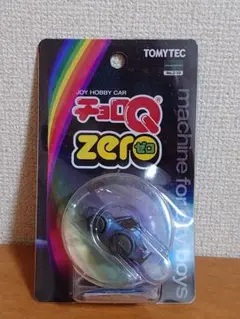 TOMYTEC
JOY HOBBY CAR
チョロQ
zero
ゼロ
machine for
boys